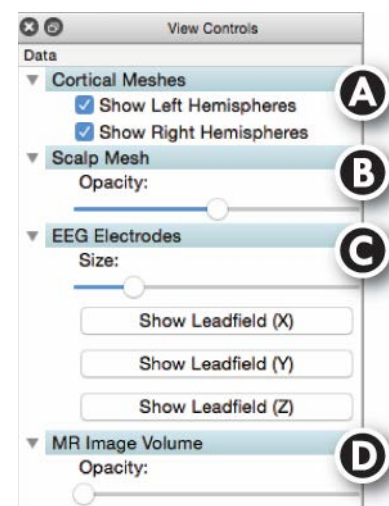 View Controls
Data
Cortical Meshes
A
Show Left Hemispheres
Show Right Hemispheres
Scalp Mesh
B
Opacity:
EEG Electrodes
C
Size:
Show Leadfield (X)
Show Leadfield (Y)
Show Leadfield (Z)
MR Image Volume
D
Opacity: